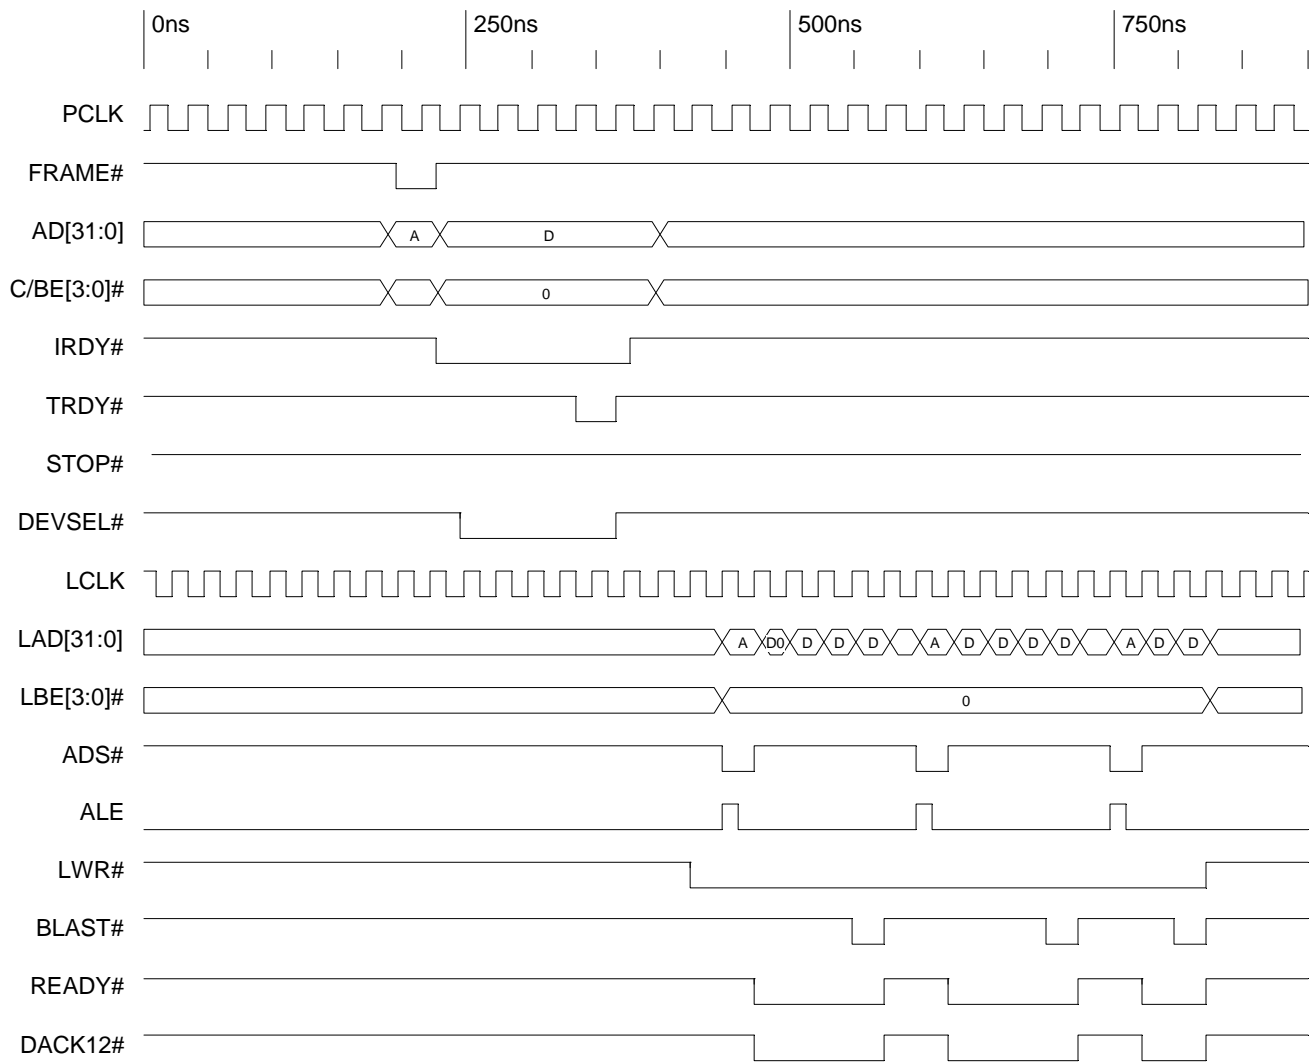 0ns 250ns 500ns 750ns
PCLK
FRAME#
AD[31:0] A D
C/BE[3:0]# 0
IRDY#
TRDY#
STOP#
DEVSEL#
LCLK
LAD[31:0] A D0 D D D A D D D D A D D
LBE[3:0]# 0
ADS#
ALE
LWR#
BLAST#
READY#
DACK12#